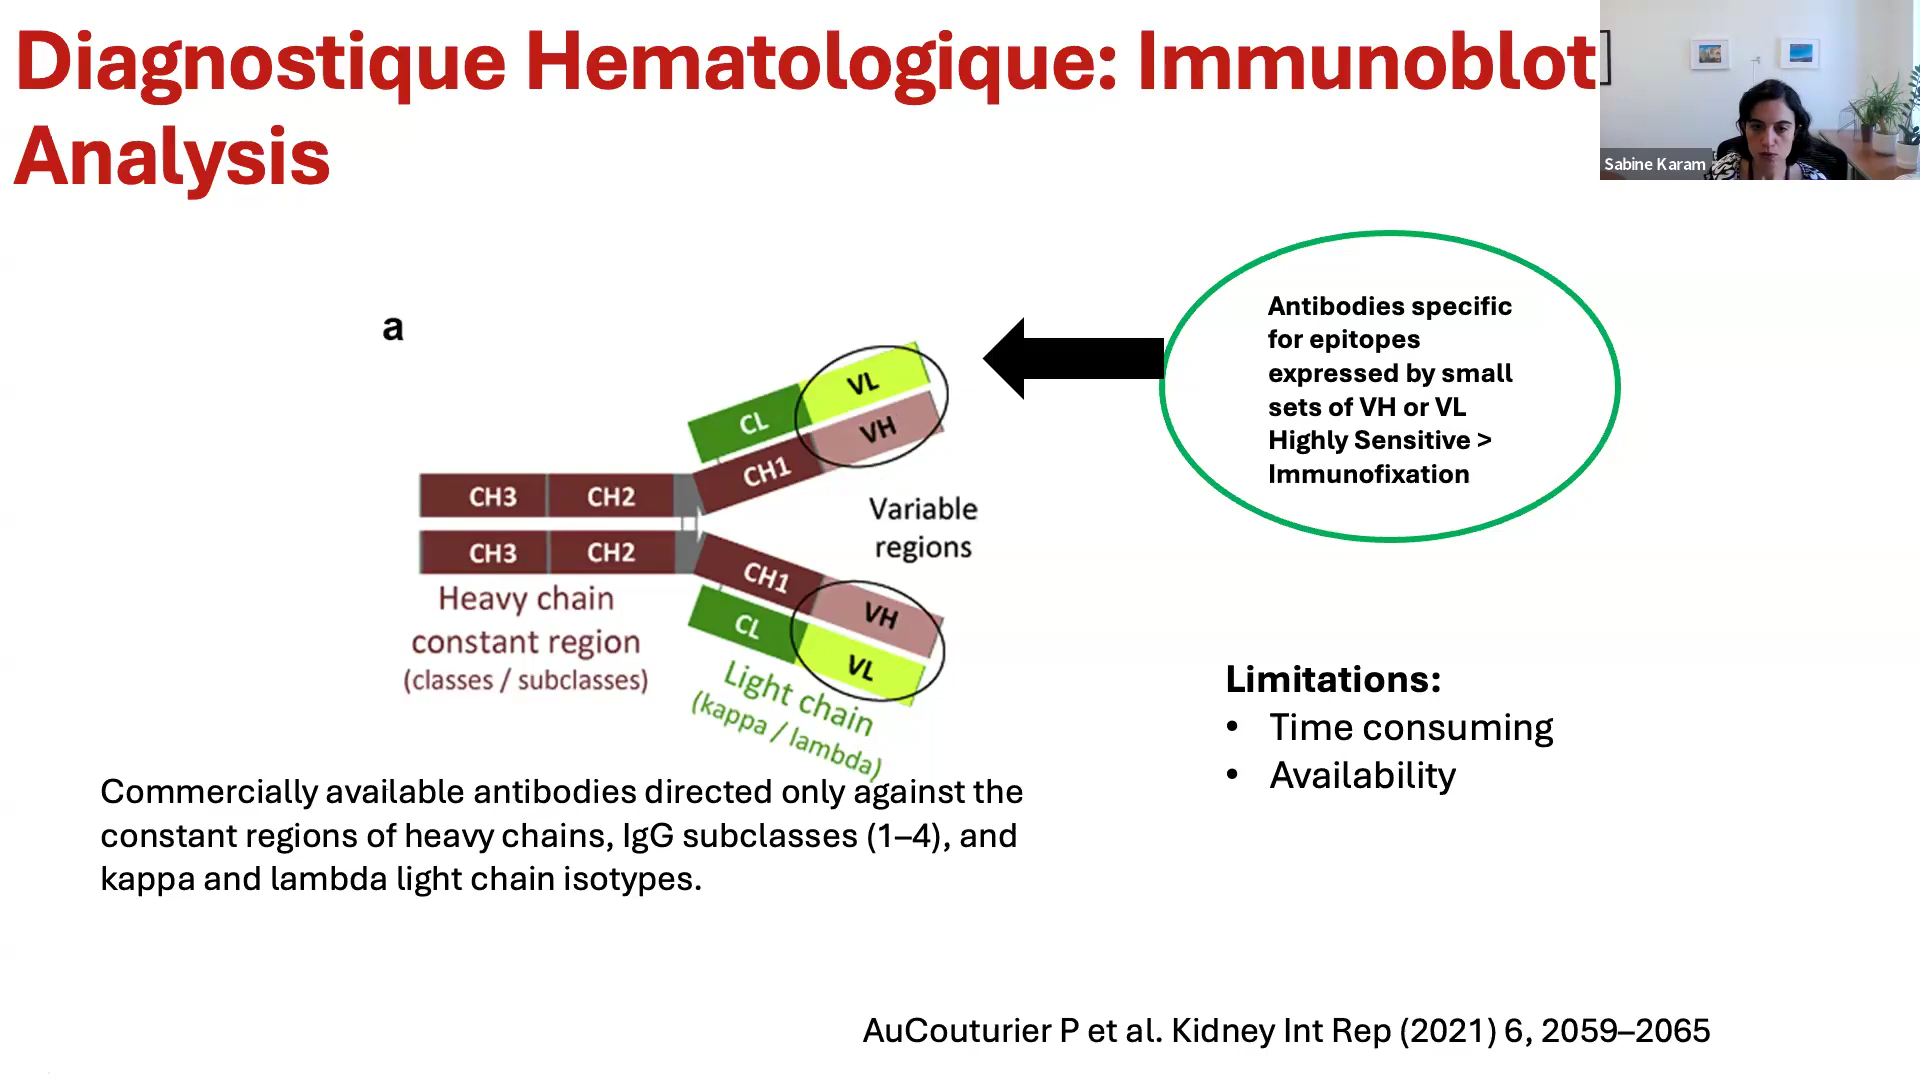 Diagnostique Hematologique: Immunoblot
Analysis
Sabine Karam
a
VL
CL
VH
CH1
CH3
CH2
CH3
CH2
Variable
regions
CH1
VH
CL
VL
Heavy chain
constant region
(classes / subclasses)
Light chain
(kappa / lambda)
Antibodies specific
for epitopes
expressed by small
sets of VH or VL
Highly Sensitive >
Immunofixation
Limitations:
• Time consuming
• Availability
Commercially available antibodies directed only against the
constant regions of heavy chains, IgG subclasses (1–4), and
kappa and lambda light chain isotypes.
AuCouturier P et al. Kidney Int Rep (2021) 6, 2059–2065